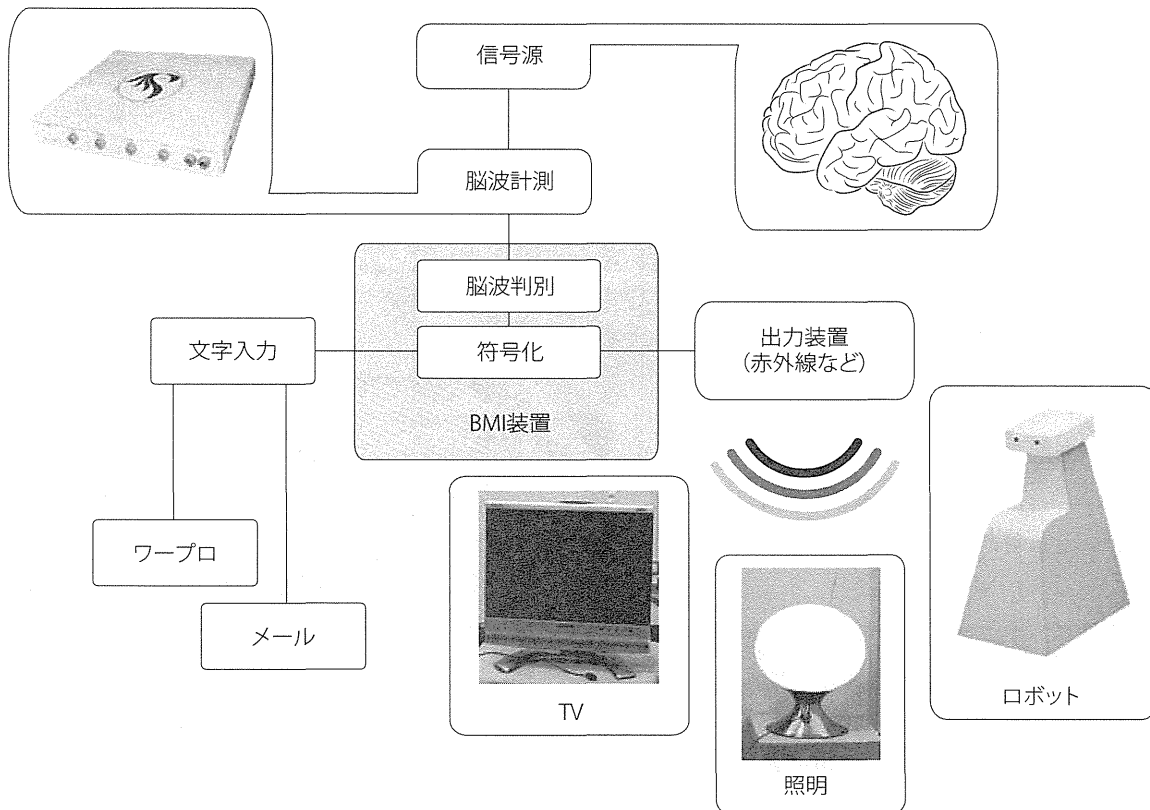 信号源
脳波計測
脳波判別
符号化
BMI装置
文字入力
ワープロ
メール
出力装置
(赤外線など)
TV
照明
ロボット